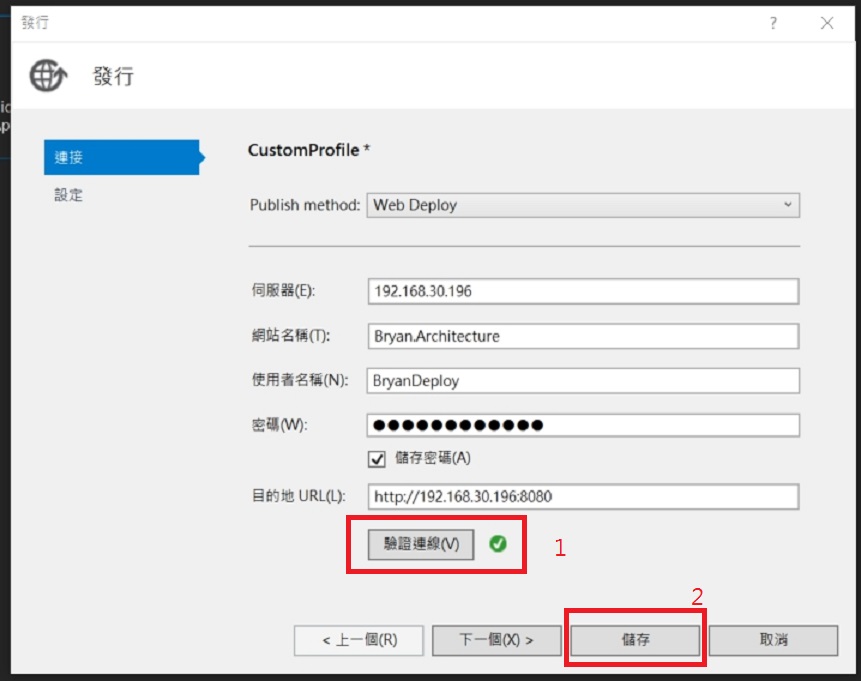 發行
?
發行
連接
設定
CustomProfile *
Publish method: Web Deploy
伺服器(E): 192.168.30.196
網站名稱(T): Bryan.Architecture
使用者名稱(N): BryanDeploy
密碼(W): ●●●●●●●●●●●●
儲存密碼(A)
目的地 URL(L): http://192.168.30.196:8080
驗證連線(V) 1
2
< 上一個(R) 下一個(X) > 儲存 取消